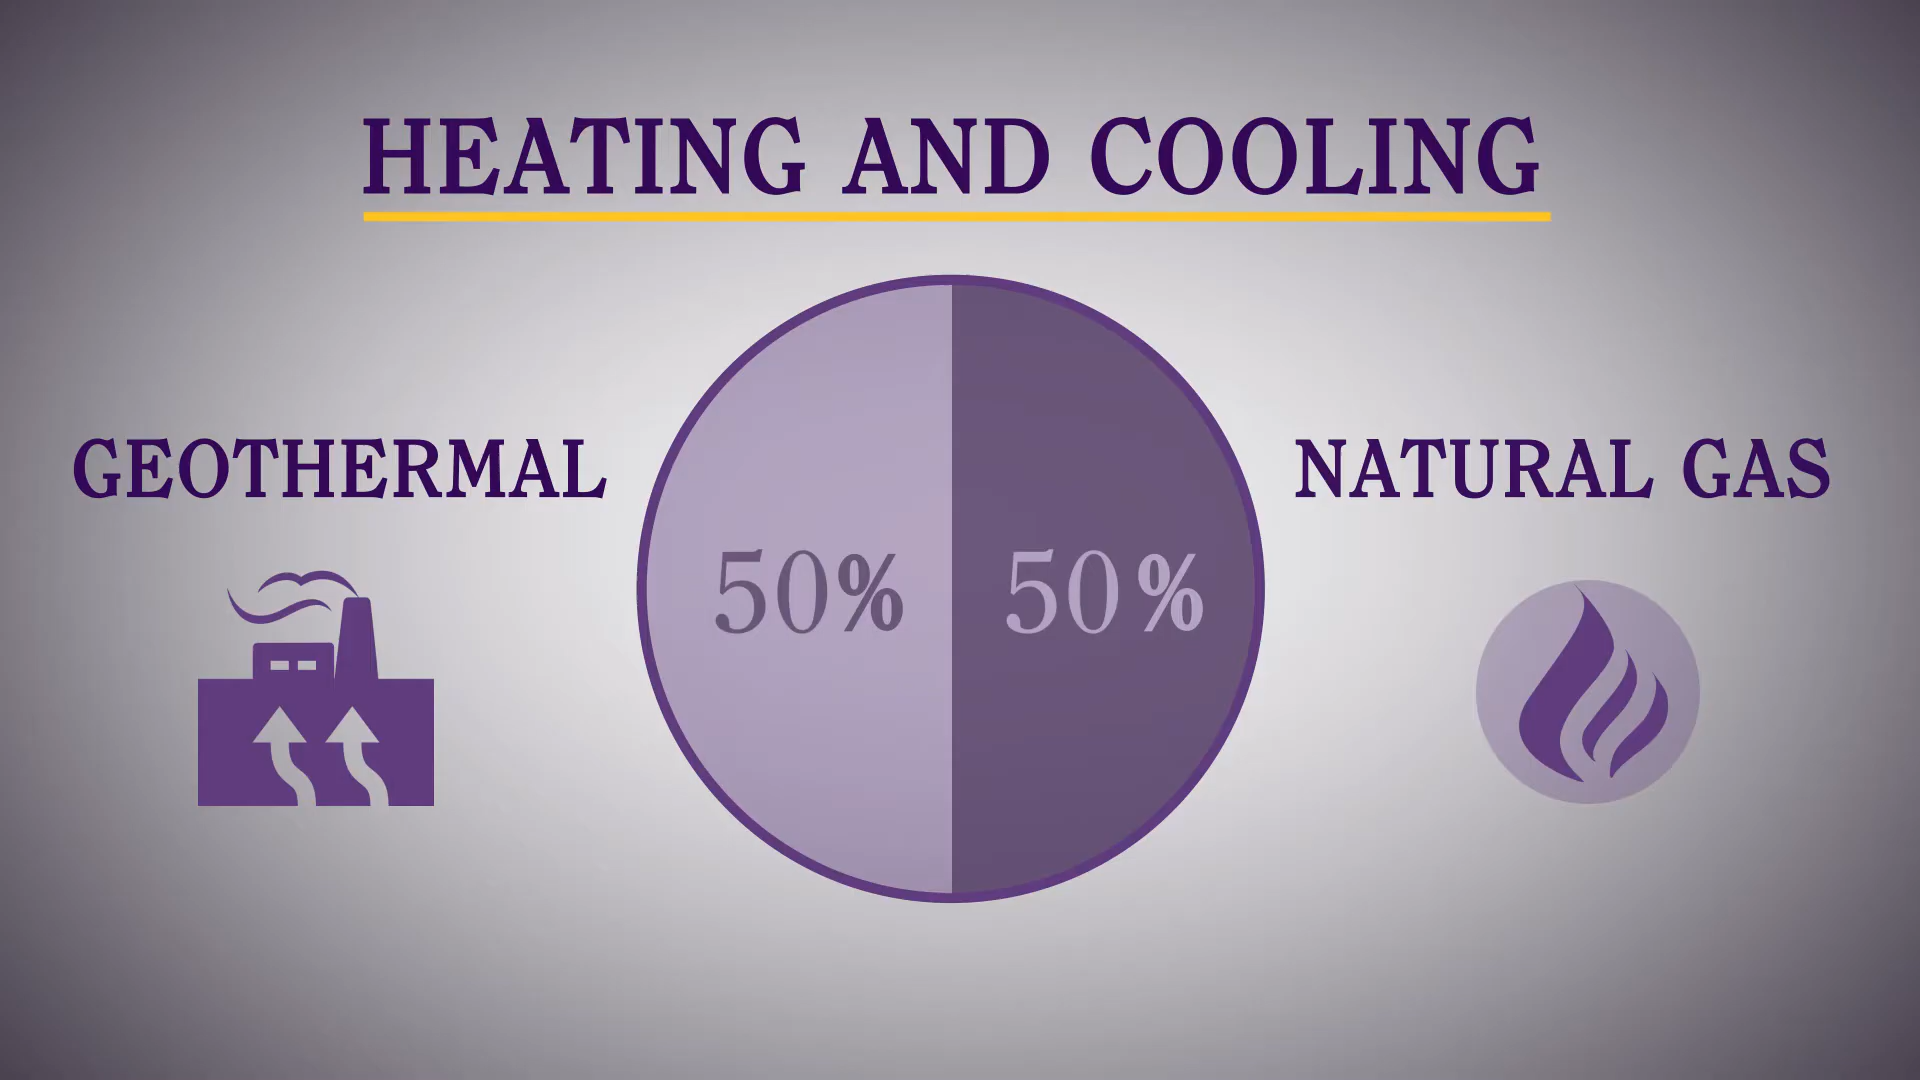 HEATING AND COOLING
GEOTHERMAL
50%
50%
NATURAL GAS